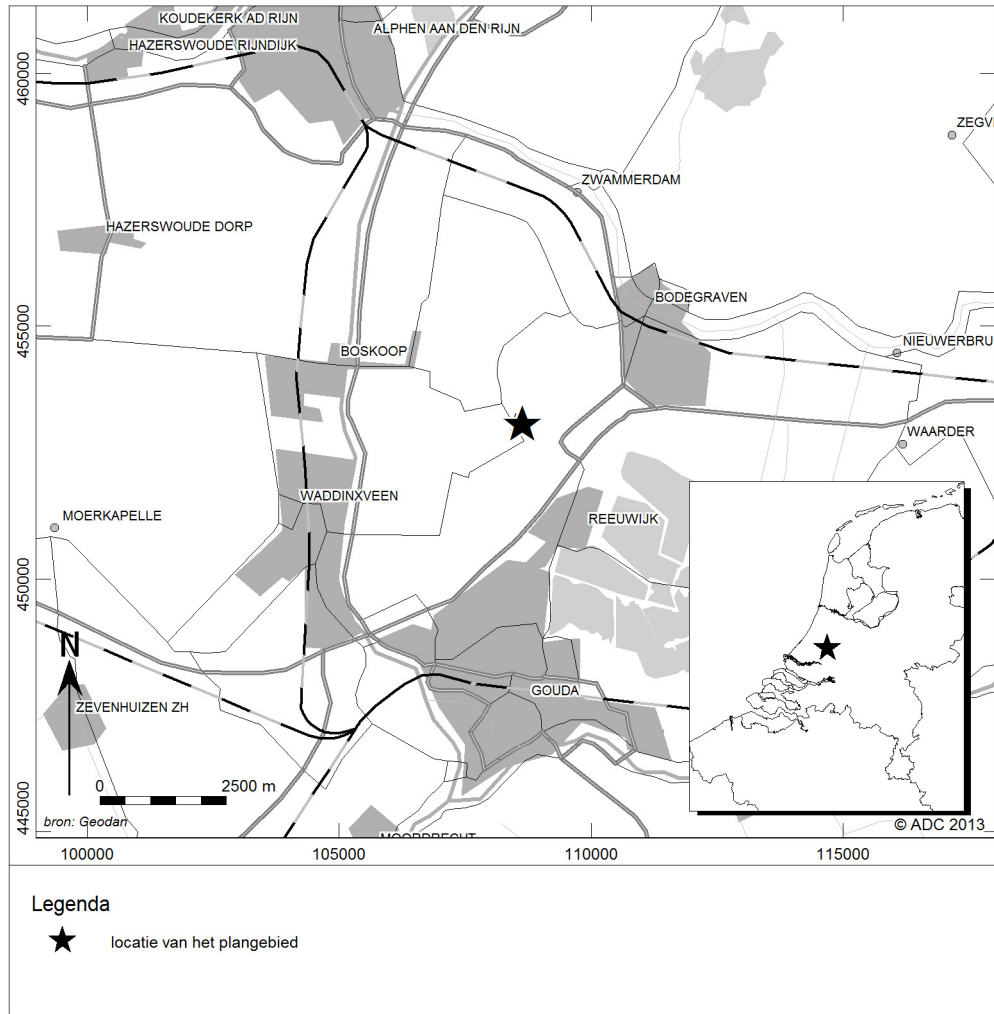 KOUDEKERK AD RIJN
ALPHEN AAN DEN RIJN
HAZERSWOUDE RIJNDIJK
460000
ZWAMMERDAM
HAZERSWOUDE DORP
BODEGRAVEN
455000
BOSKOOP
NIEUWERBRU
WAARDER
WADDINXVEEN
MOERKAPELLE
REEUWIJK
450000
N
GOUDA
ZEVENHUIZEN ZH
0 2500 m
bron: Geodan
445000
MOORDRECHT
© ADC 2013
100000 105000 110000 115000
Legenda
locatie van het plangebied